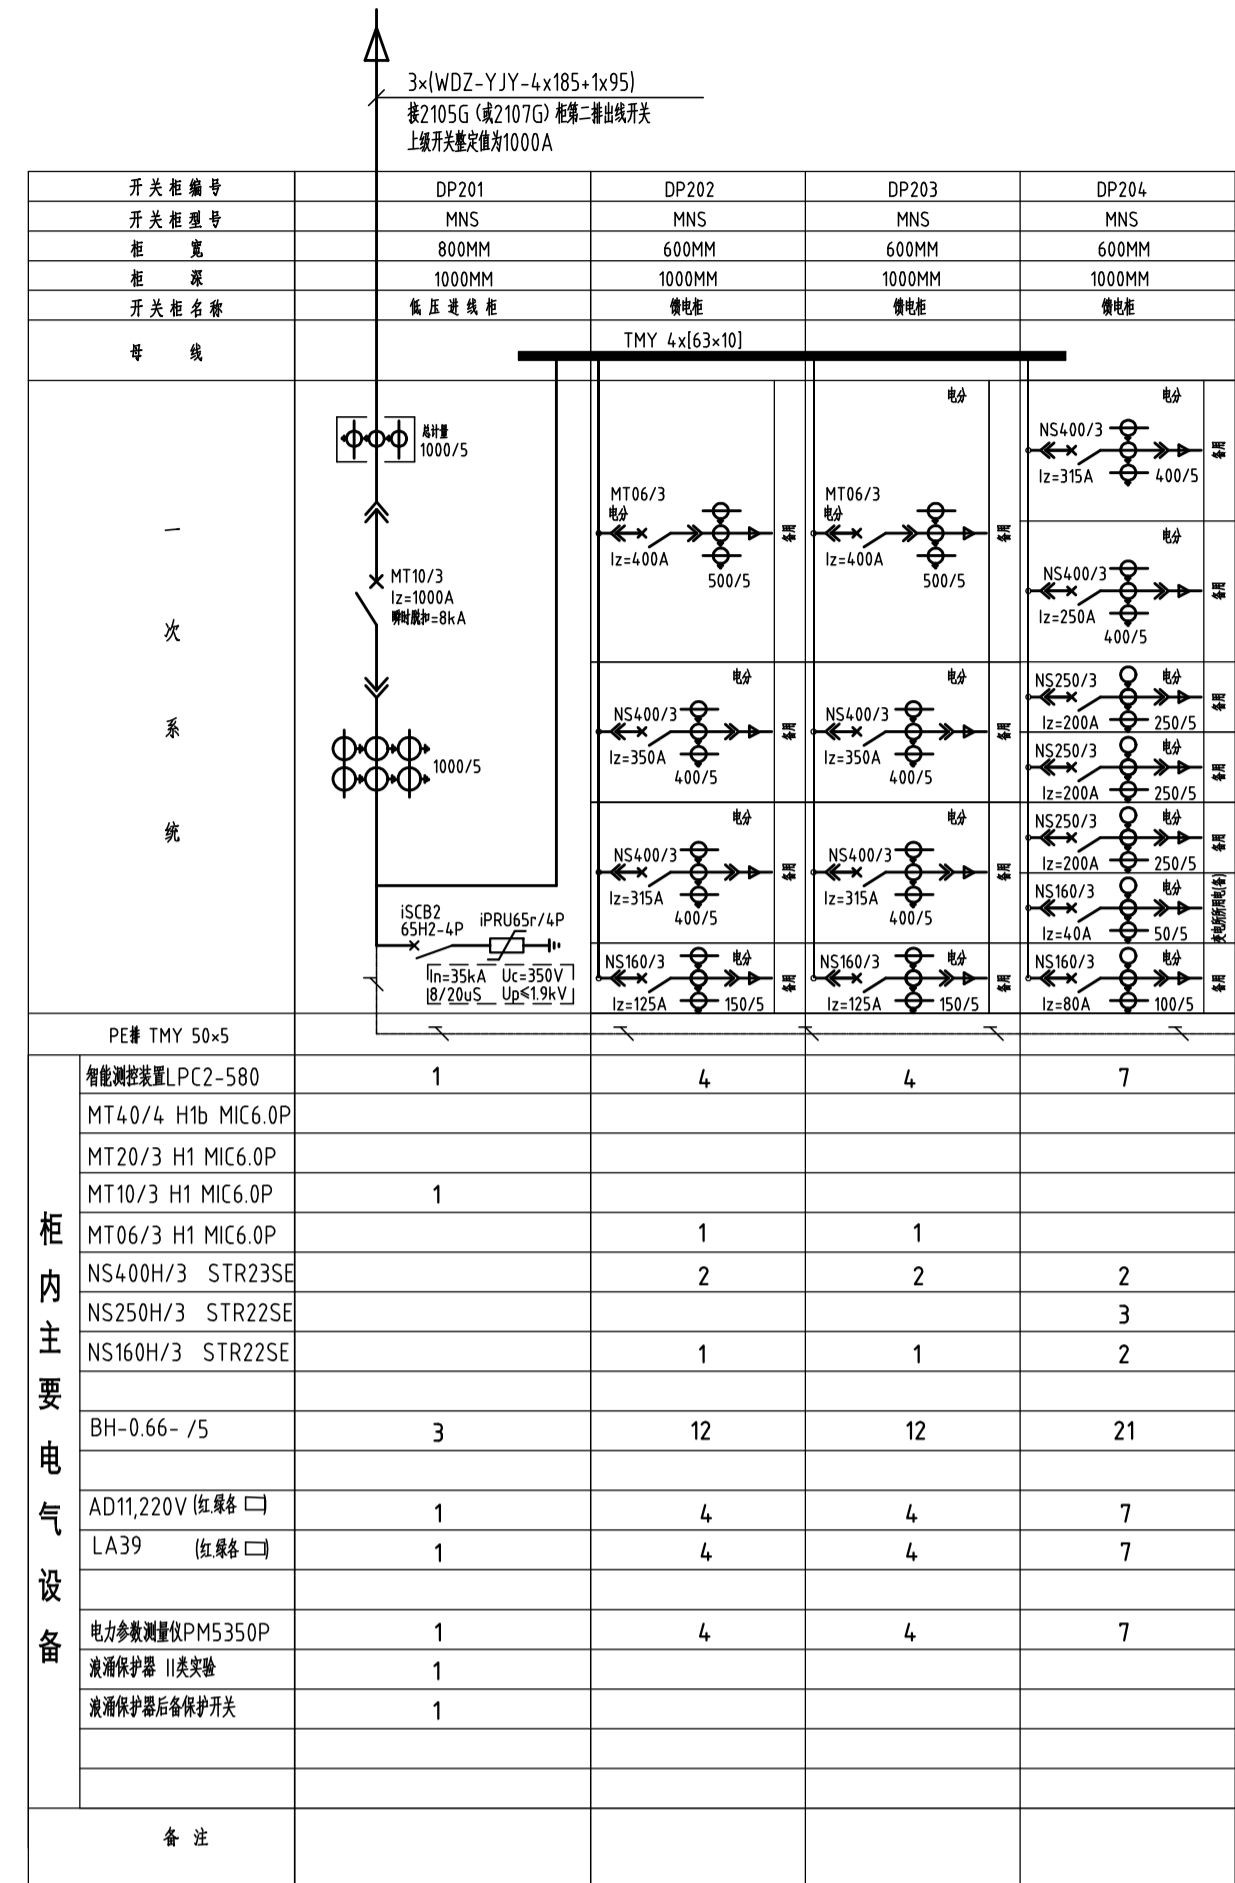 3×(WDZ-YJY-4x185+1x95)
接2105G(或2107G)柜第二排出线开关
上级开关整定值为1000A
开关柜编号 DP201 DP202 DP203 DP204
开关柜型号 MNS MNS MNS MNS
柜 宽 800MM 600MM 600MM 600MM
柜 深 1000MM 1000MM 1000MM 1000MM
开关柜名称 低压进线柜 馈电柜 馈电柜 馈电柜
母 线 TMY 4x[63×10]
一次系统
总计量
1000/5
MT10/3
Iz=1000A
瞬时脱扣=8kA
1000/5
iSCB2
65H2-4P
iPRU65r/4P
In=35kA Uc=350V
8/20uS Up≤1.9kV
MT06/3
电分
Iz=400A
500/5
备用
电分
NS400/3
Iz=350A
400/5
备用
电分
NS400/3
Iz=315A
400/5
备用
电分
NS160/3
Iz=125A 150/5
备用
电分
MT06/3
电分
Iz=400A
500/5
备用
电分
NS400/3
Iz=350A
400/5
备用
电分
NS400/3
Iz=315A
400/5
备用
电分
NS160/3
Iz=125A 150/5
备用
电分
NS400/3
Iz=315A 400/5
备用
电分
NS400/3
Iz=250A
400/5
备用
电分
NS250/3
Iz=200A 250/5
备用
电分
NS250/3
Iz=200A 250/5
备用
电分
NS250/3
Iz=200A 250/5
备用
电分
NS160/3
Iz=40A 50/5
变电所所用电(备)
电分
NS160/3
Iz=80A 100/5
备用
PE排 TMY 50×5
柜内主要电气设备
智能测控装置LPC2-580 1 4 4 7
MT40/4 H1b MIC6.0P
MT20/3 H1 MIC6.0P
MT10/3 H1 MIC6.0P 1
MT06/3 H1 MIC6.0P 1 1
NS400H/3 STR23SE 2 2 2
NS250H/3 STR22SE 3
NS160H/3 STR22SE 1 1 2
BH-0.66- /5 3 12 12 21
AD11,220V (红.绿各 □) 1 4 4 7
LA39 (红.绿各 □) 1 4 4 7
电力参数测量仪PM5350P 1 4 4 7
浪涌保护器 II类实验 1
浪涌保护器后备保护开关 1
备 注